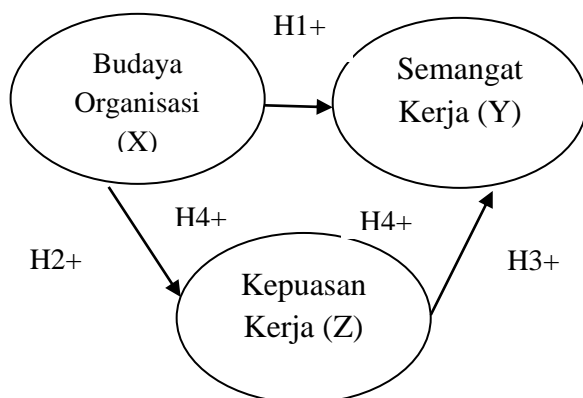 H1+
Budaya
Organisasi
(X)
Semangat
Kerja (Y)
H2+
H4+
H4+
H3+
Kepuasan
Kerja (Z)